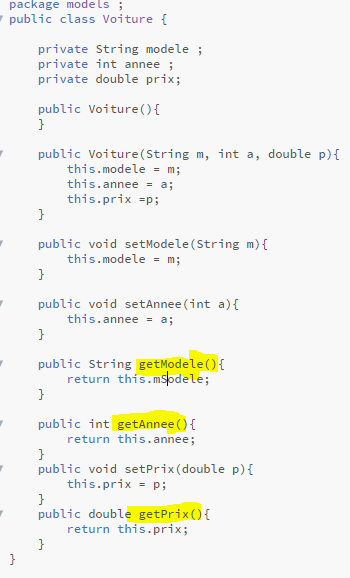 package models ;
public class Voiture {
private String modele ;
private int annee ;
private double prix;
public Voiture(){
}
public Voiture(String m, int a, double p){
this.modele = m;
this.annee = a;
this.prix =p;
}
public void setModele(String m){
this.modele = m;
}
public void setAnnee(int a){
this.annee = a;
}
public String getModele(){
return this.mSodele;
}
public int getAnnee(){
return this.annee;
}
public void setPrix(double p){
this.prix = p;
}
public double getPrix(){
return this.prix;
}
}